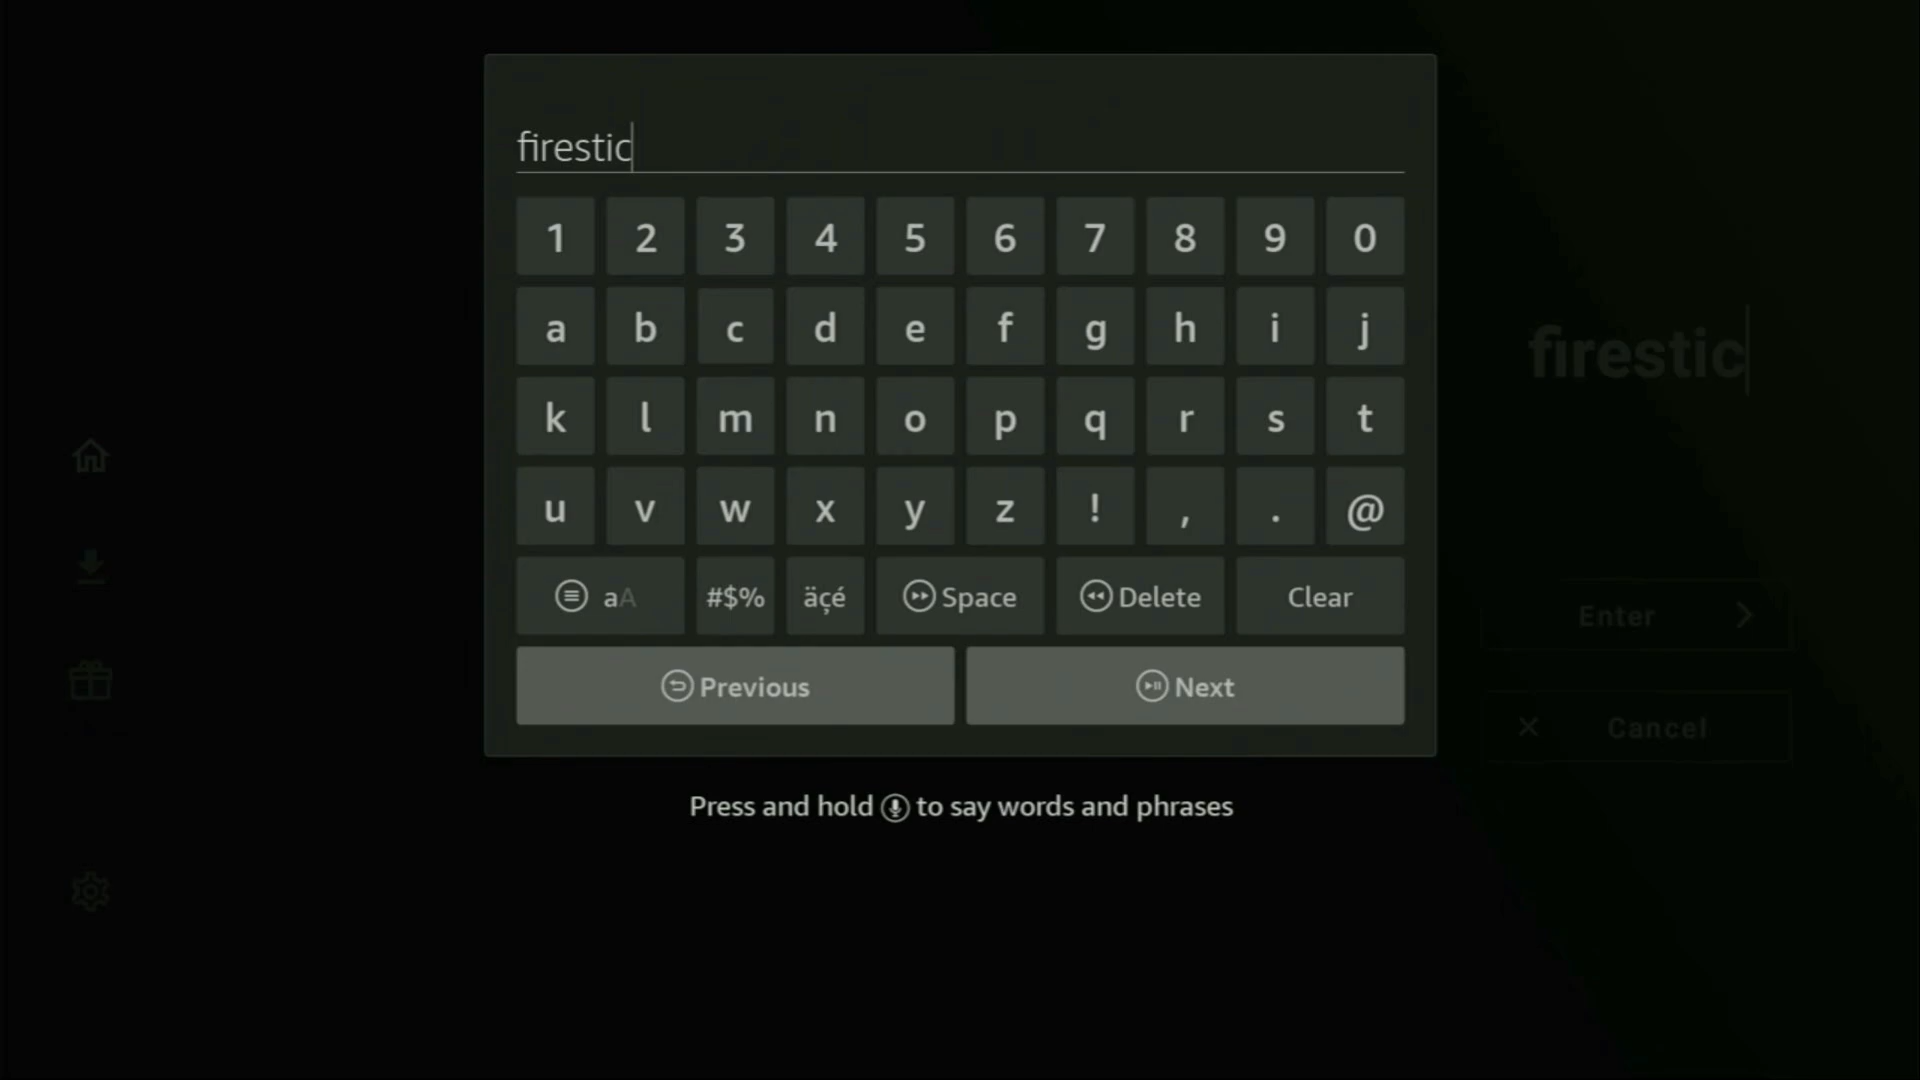 firestic
1 2 3 4 5 6 7 8 9 0
a b c d e f g h i j
k l m n o p q r s t
u v w x y z ! , . @
aA #$% äçé Space Delete Clear
Previous Next
Press and hold to say words and phrases
firestic
Enter
Cancel